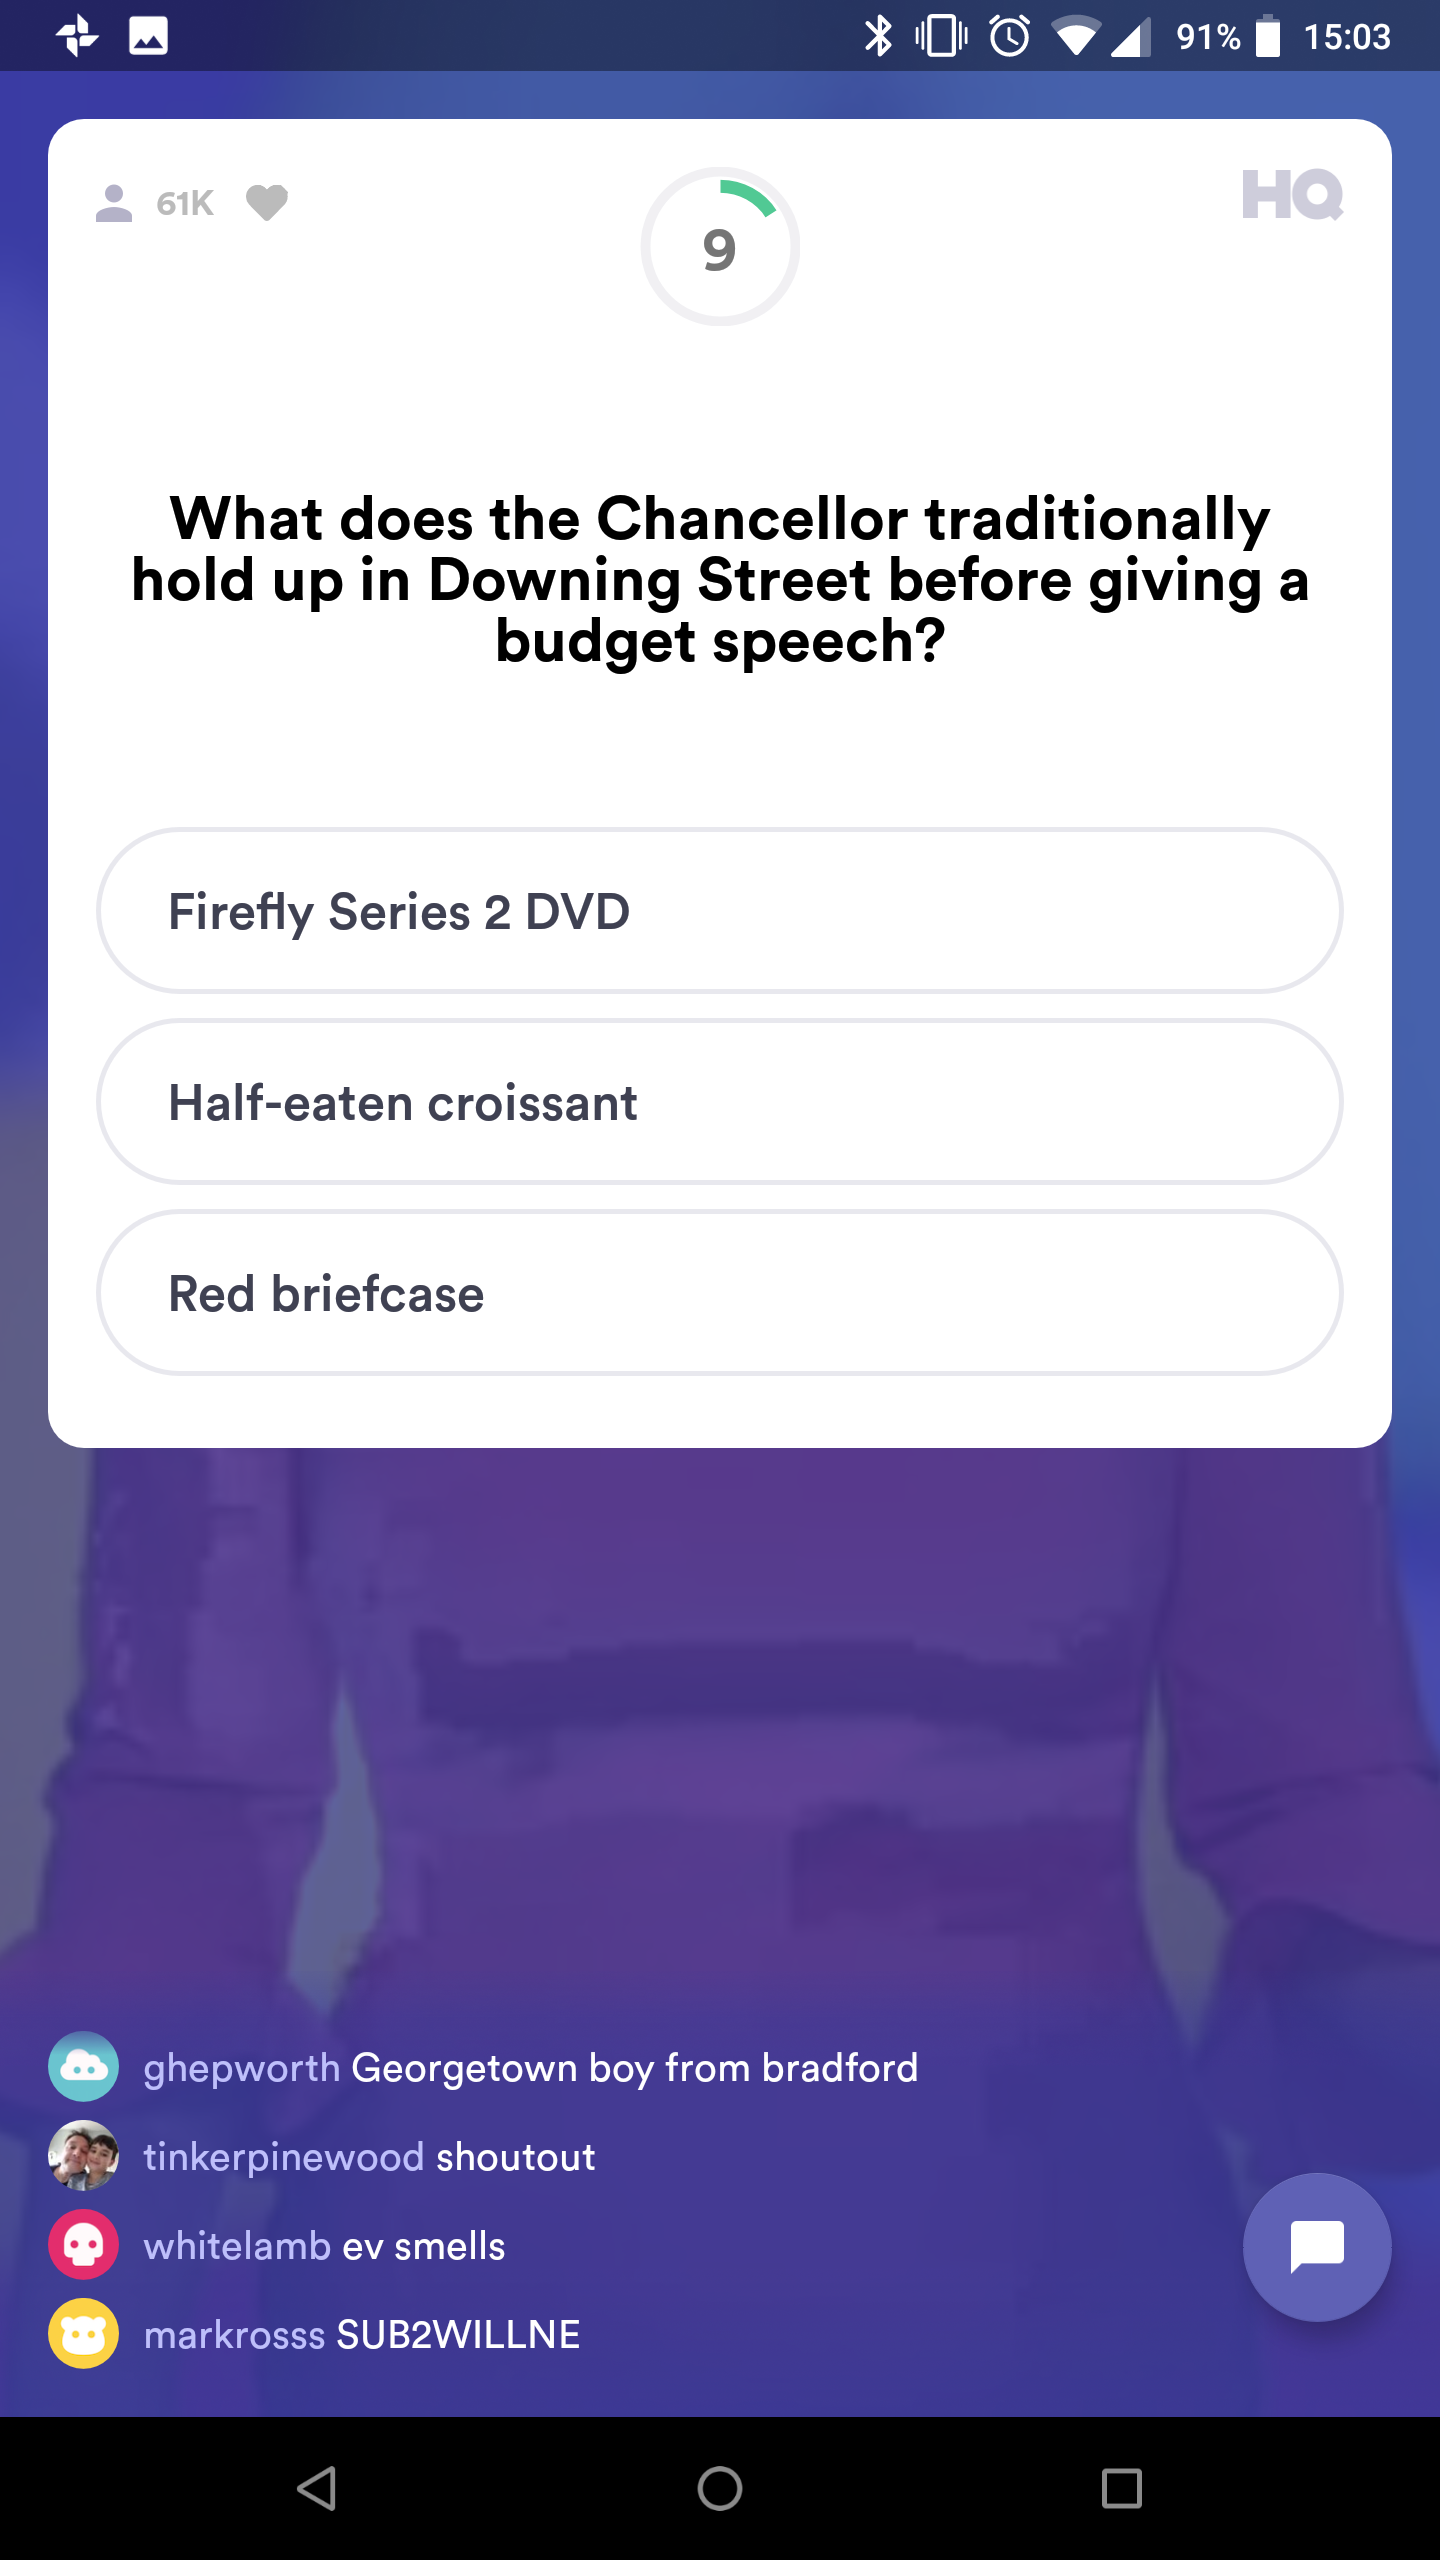 91% 15:03
61K
9
HQ
What does the Chancellor traditionally
hold up in Downing Street before giving a
budget speech?
Firefly Series 2 DVD
Half-eaten croissant
Red briefcase
ghepworth Georgetown boy from bradford
tinkerpinewood shoutout
whitelamb ev smells
markrosss SUB2WILLNE